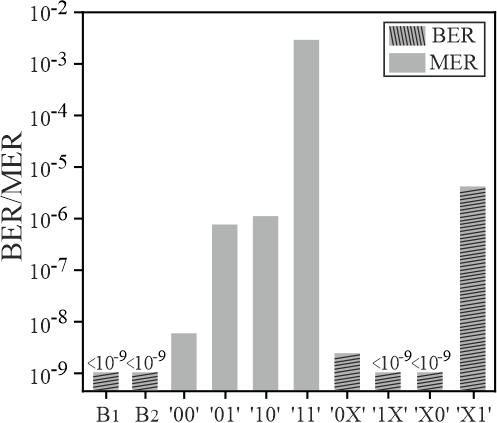 10⁻²
10⁻³
10⁻⁴
10⁻⁵
10⁻⁶
10⁻⁷
10⁻⁸
10⁻⁹
BER/MER
BER
MER
<10⁻⁹ <10⁻⁹ <10⁻⁹ <10⁻⁹
B1 B2 '00' '01' '10' '11' '0X' '1X' 'X0' 'X1'